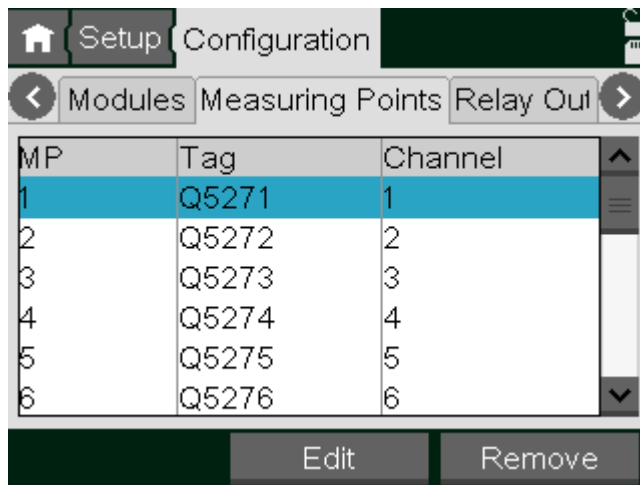 Setup Configuration
Modules Measuring Points Relay Out
MP Tag Channel
1 Q5271 1
2 Q5272 2
3 Q5273 3
4 Q5274 4
5 Q5275 5
6 Q5276 6
Edit Remove